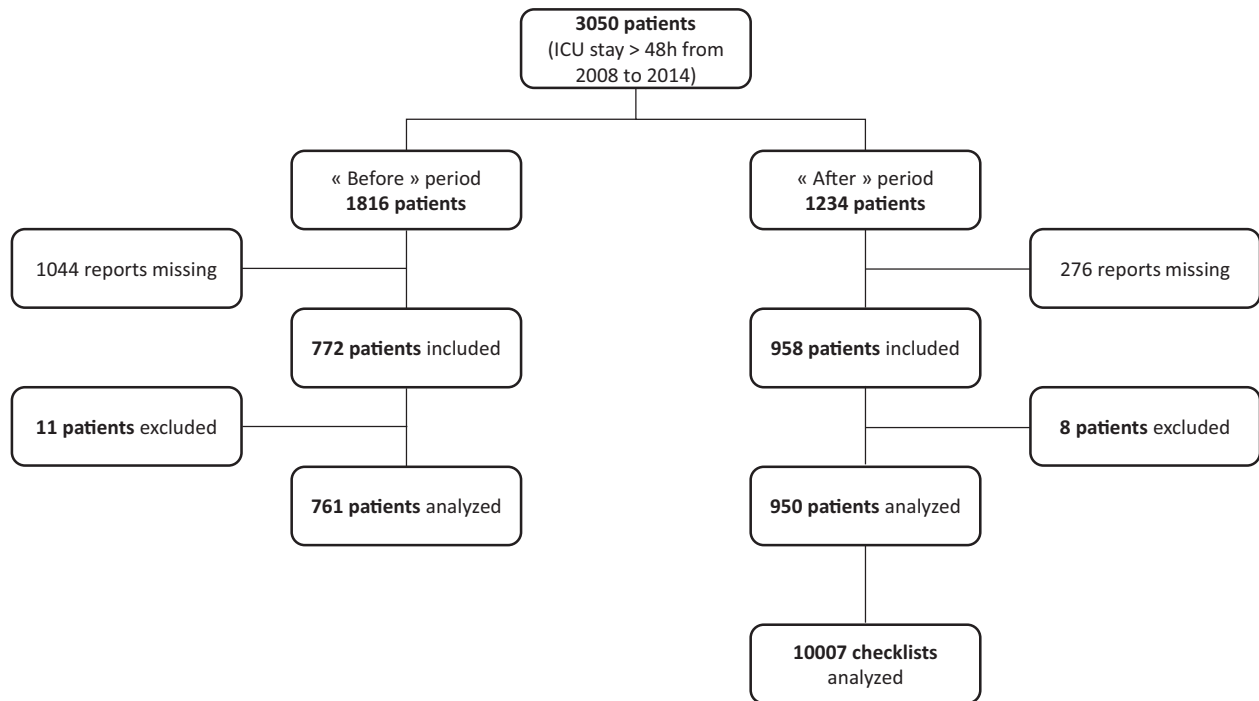 3050 patients
(ICU stay > 48h from
2008 to 2014)
« Before » period
1816 patients
« After » period
1234 patients
1044 reports missing
276 reports missing
772 patients included
958 patients included
11 patients excluded
8 patients excluded
761 patients analyzed
950 patients analyzed
10007 checklists
analyzed